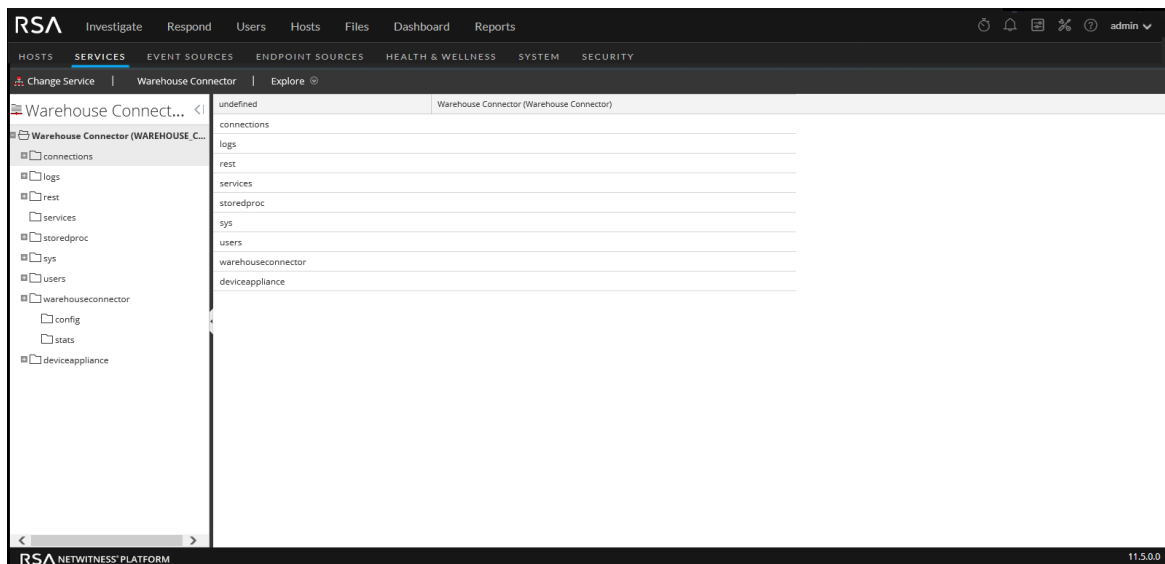 RSA Investigate Respond Users Hosts Files Dashboard Reports admin
HOSTS SERVICES EVENT SOURCES ENDPOINT SOURCES HEALTH & WELLNESS SYSTEM SECURITY
Change Service | Warehouse Connector | Explore
Warehouse Connect...
Warehouse Connector (WAREHOUSE_C...
connections
logs
rest
services
storedproc
sys
users
warehouseconnector
config
stats
deviceappliance
undefined Warehouse Connector (Warehouse Connector)
connections
logs
rest
services
storedproc
sys
users
warehouseconnector
deviceappliance
RSA NETWITNESS® PLATFORM 11.5.0.0